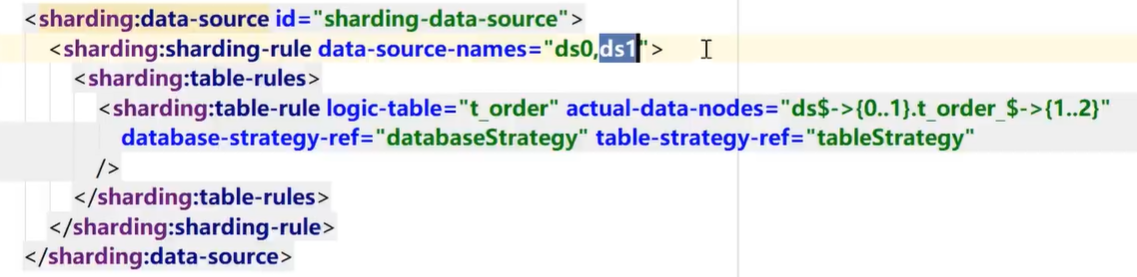 <sharding:data-source id="sharding-data-source">
<sharding:sharding-rule data-source-names="ds0,ds1">
<sharding:table-rules>
<sharding:table-rule logic-table="t_order" actual-data-nodes="ds$->{0..1}.t_order_$->{1..2}"
database-strategy-ref="databaseStrategy" table-strategy-ref="tableStrategy"
/>
</sharding:table-rules>
</sharding:sharding-rule>
</sharding:data-source>